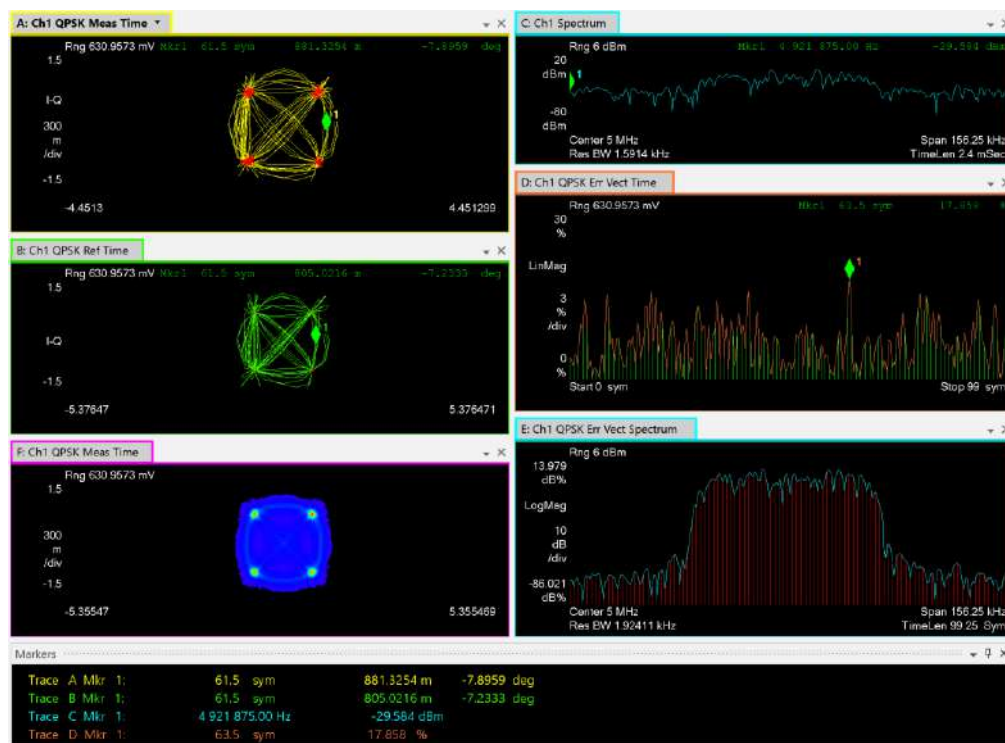 A: Ch1 QPSK Meas Time
Rng 630.9573 mV Mkr1 61.5 sym 881.3254 m -7.8959 deg
1.5
I-Q
300
m
/div
-1.5
-4.4513 4.451299
B: Ch1 QPSK Ref Time
Rng 630.9573 mV Mkr1 61.5 sym 805.0216 m -7.2333 deg
1.5
I-Q
-1.5
-5.37647 5.376471
F: Ch1 QPSK Meas Time
Rng 630.9573 mV
1.5
300
m
/div
-1.5
-5.35547 5.355469
C: Ch1 Spectrum
Rng 6 dBm Mkr1 4 921 875.00 Hz -29.584 dBm
20
dBm
1
-80
dBm
Center 5 MHz Span 156.25 kHz
Res BW 1.5914 kHz TimeLen 2.4 mSec
D: Ch1 QPSK Err Vect Time
Rng 630.9573 mV Mkr1 63.5 sym 17.858 %
30
%
1
LinMag
3
%
/div
0
%
Start 0 sym Stop 99 sym
E: Ch1 QPSK Err Vect Spectrum
Rng 6 dBm
13.979
dB%
LogMag
10
dB
/div
-86.021
dB%
Center 5 MHz Span 156.25 kHz
Res BW 1.92411 kHz TimeLen 99.25 Sym
Markers
Trace A Mkr 1: 61.5 sym 881.3254 m -7.8959 deg
Trace B Mkr 1: 61.5 sym 805.0216 m -7.2333 deg
Trace C Mkr 1: 4 921 875.00 Hz -29.584 dBm
Trace D Mkr 1: 63.5 sym 17.858 %